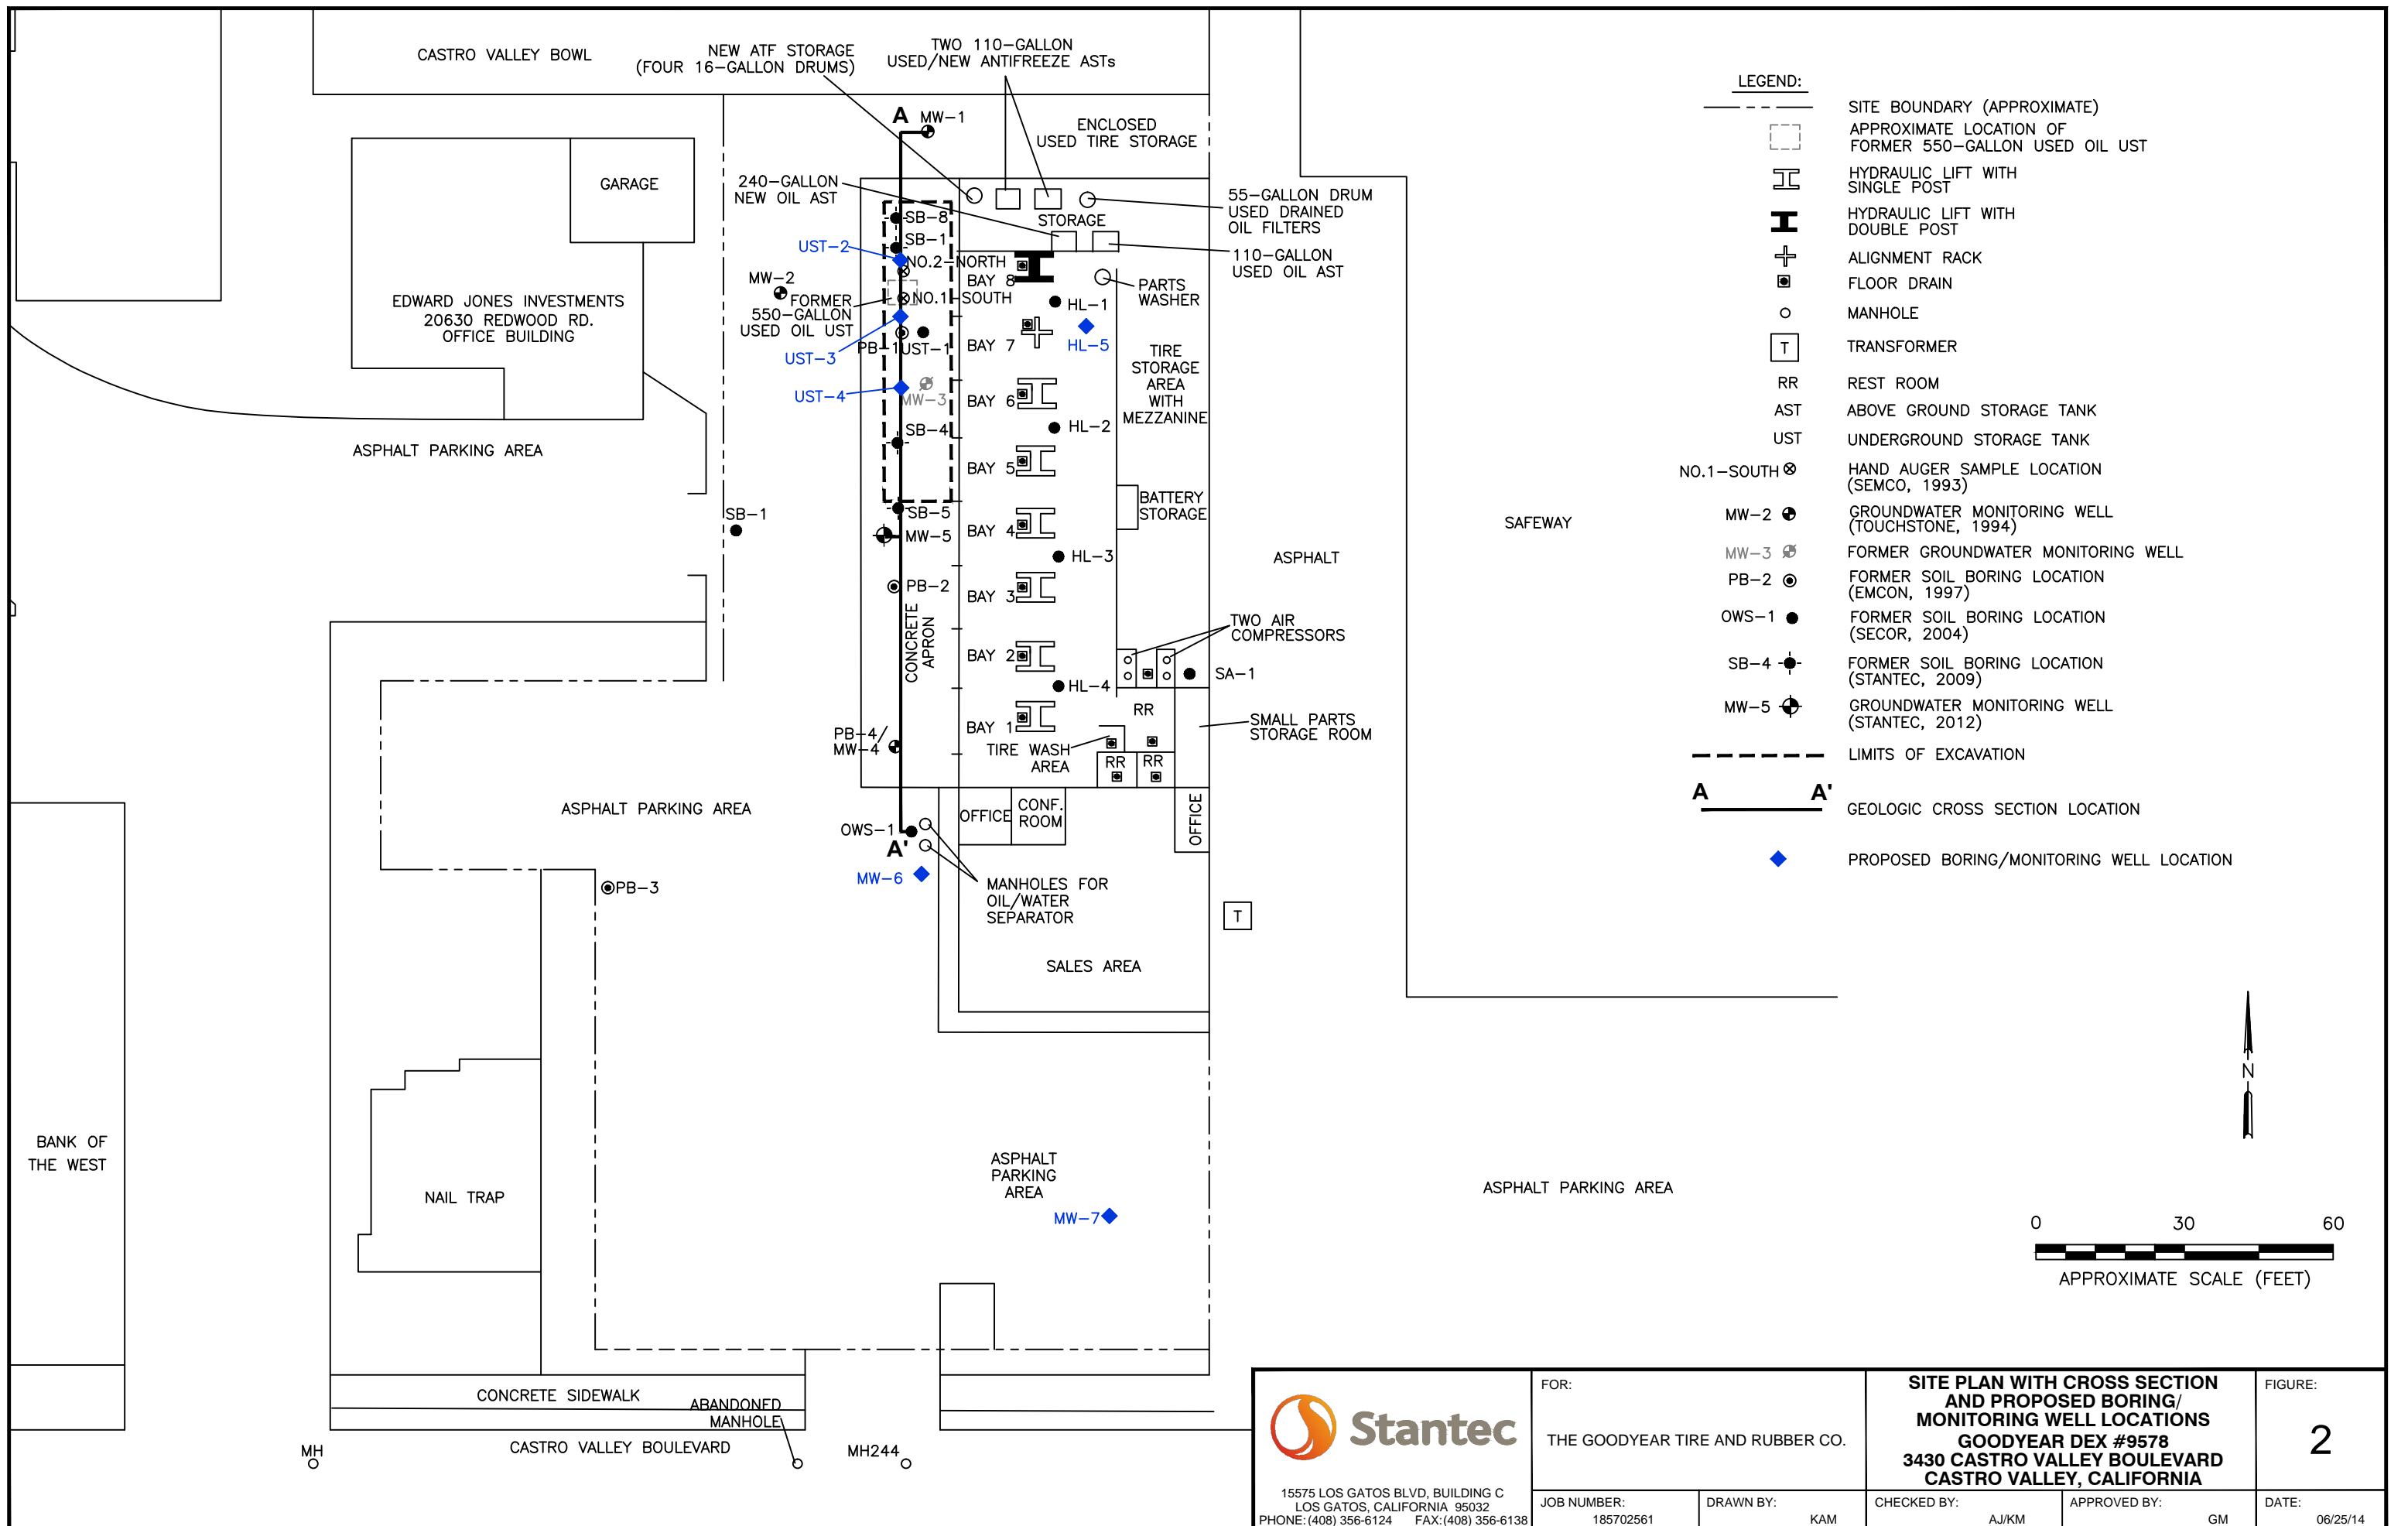 CASTRO VALLEY BOWL
NEW ATF STORAGE
(FOUR 16-GALLON DRUMS)
TWO 110-GALLON
USED/NEW ANTIFREEZE ASTs
A
MW-1
ENCLOSED
USED TIRE STORAGE
GARAGE
240-GALLON
NEW OIL AST
55-GALLON DRUM
USED DRAINED
OIL FILTERS
STORAGE
SB-8
SB-1
UST-2
NO.2-NORTH
110-GALLON
USED OIL AST
MW-2
BAY 8
PARTS
WASHER
EDWARD JONES INVESTMENTS
20630 REDWOOD RD.
OFFICE BUILDING
FORMER
550-GALLON
USED OIL UST
NO.1-SOUTH
HL-1
HL-5
PB-1
UST-1
BAY 7
UST-3
TIRE
STORAGE
AREA
WITH
MEZZANINE
UST-4
MW-3
BAY 6
HL-2
SB-4
ASPHALT PARKING AREA
BAY 5
BATTERY
STORAGE
SB-1
SB-5
MW-5
BAY 4
SAFEWAY
ASPHALT
HL-3
PB-2
BAY 3
CONCRETE
APRON
TWO AIR
COMPRESSORS
BAY 2
SA-1
HL-4
RR
SMALL PARTS
STORAGE ROOM
BAY 1
PB-4/
MW-4
TIRE WASH
AREA
RR
RR
ASPHALT PARKING AREA
OFFICE
CONF.
ROOM
OFFICE
OWS-1
A'
MW-6
PB-3
MANHOLES FOR
OIL/WATER
SEPARATOR
T
SALES AREA
BANK OF
THE WEST
NAIL TRAP
ASPHALT
PARKING
AREA
MW-7
ASPHALT PARKING AREA
CONCRETE SIDEWALK
ABANDONED
MANHOLE
MH
CASTRO VALLEY BOULEVARD
MH244
LEGEND:
SITE BOUNDARY (APPROXIMATE)
APPROXIMATE LOCATION OF
FORMER 550-GALLON USED OIL UST
HYDRAULIC LIFT WITH
SINGLE POST
HYDRAULIC LIFT WITH
DOUBLE POST
ALIGNMENT RACK
FLOOR DRAIN
MANHOLE
T TRANSFORMER
RR REST ROOM
AST ABOVE GROUND STORAGE TANK
UST UNDERGROUND STORAGE TANK
NO.1-SOUTH HAND AUGER SAMPLE LOCATION
(SEMCO, 1993)
MW-2 GROUNDWATER MONITORING WELL
(TOUCHSTONE, 1994)
MW-3 FORMER GROUNDWATER MONITORING WELL
PB-2 FORMER SOIL BORING LOCATION
(EMCON, 1997)
OWS-1 FORMER SOIL BORING LOCATION
(SECOR, 2004)
SB-4 FORMER SOIL BORING LOCATION
(STANTEC, 2009)
MW-5 GROUNDWATER MONITORING WELL
(STANTEC, 2012)
LIMITS OF EXCAVATION
A A'
GEOLOGIC CROSS SECTION LOCATION
PROPOSED BORING/MONITORING WELL LOCATION
N
0 30 60
APPROXIMATE SCALE (FEET)
Stantec
15575 LOS GATOS BLVD, BUILDING C
LOS GATOS, CALIFORNIA 95032
PHONE:(408) 356-6124 FAX:(408) 356-6138
FOR:
THE GOODYEAR TIRE AND RUBBER CO.
SITE PLAN WITH CROSS SECTION
AND PROPOSED BORING/
MONITORING WELL LOCATIONS
GOODYEAR DEX #9578
3430 CASTRO VALLEY BOULEVARD
CASTRO VALLEY, CALIFORNIA
FIGURE:
2
JOB NUMBER:
185702561
DRAWN BY:
KAM
CHECKED BY:
AJ/KM
APPROVED BY:
GM
DATE:
06/25/14